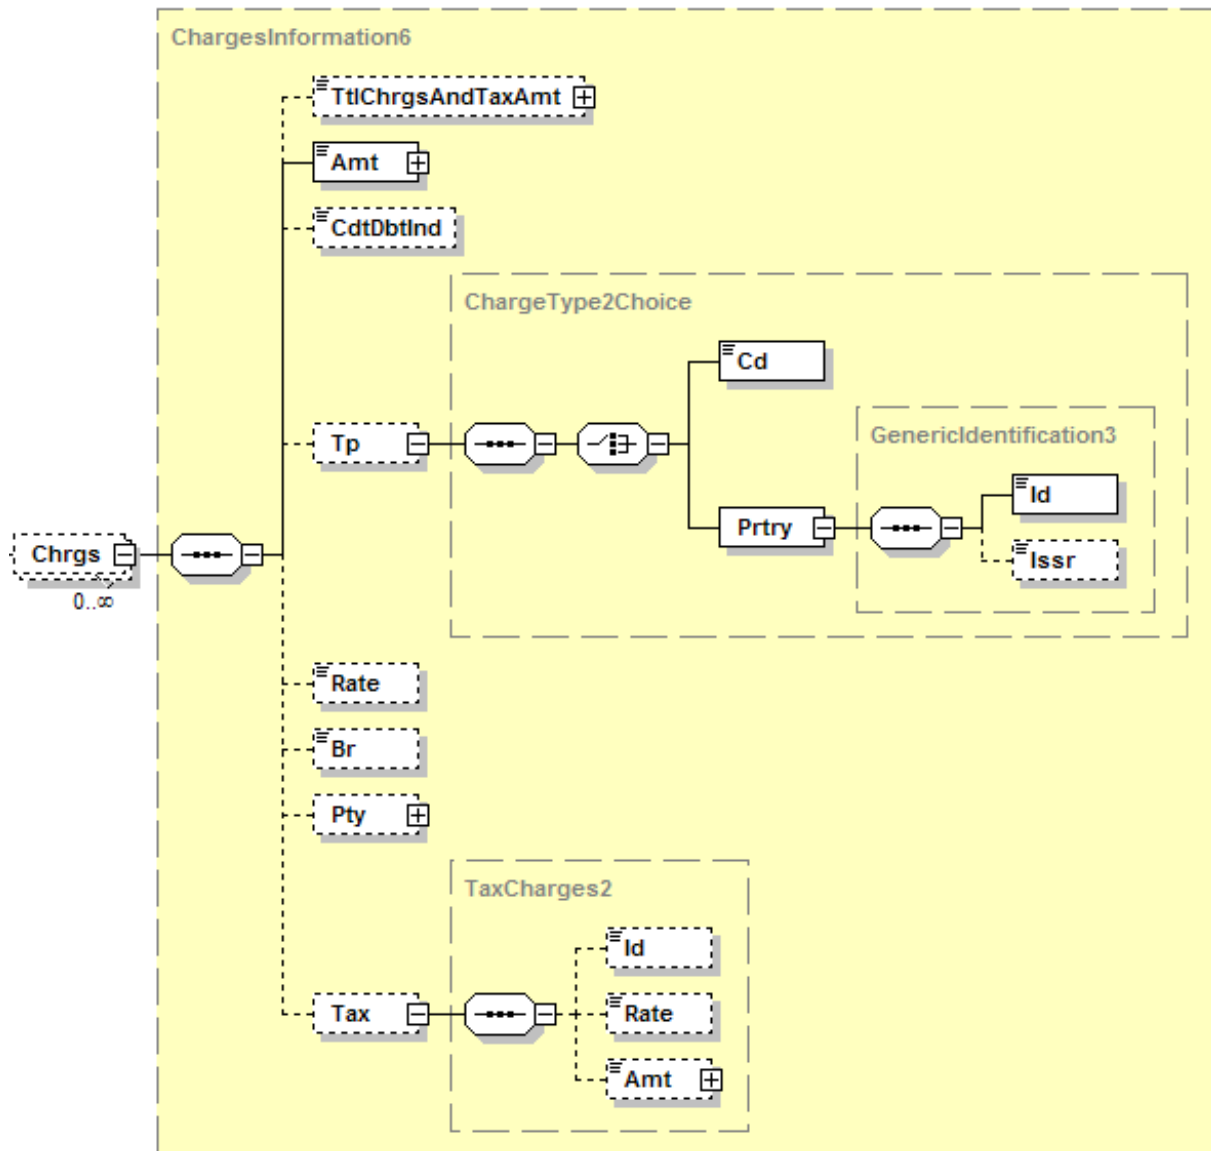 ChargesInformation6
TtlChrgsAndTaxAmt
Amt
CdtDbtInd
ChargeType2Choice
Cd
GenericIdentification3
Tp
Id
Prtry
Issr
Chrgs
0..∞
Rate
Br
Pty
TaxCharges2
Id
Tax
Rate
Amt